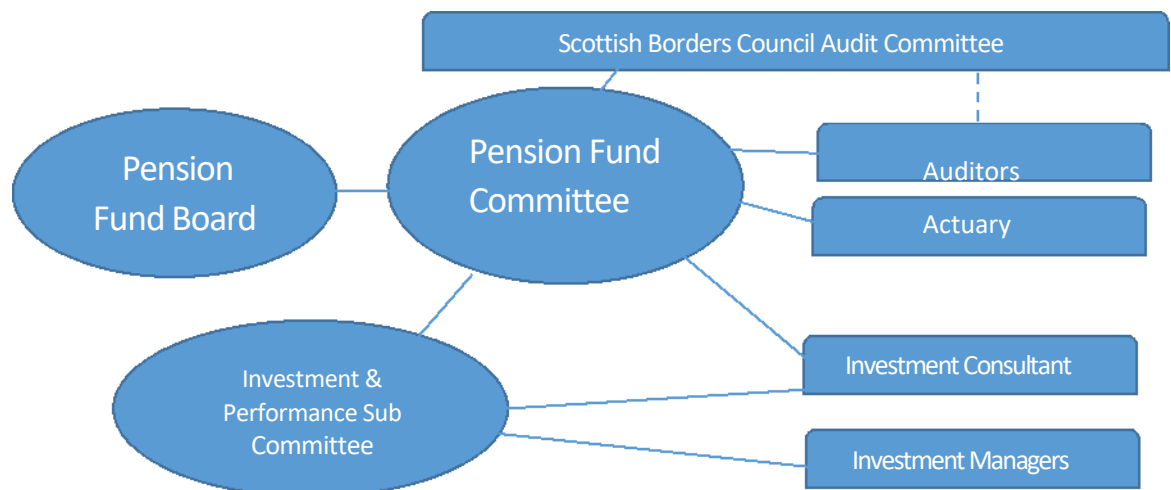 Scottish Borders Council Audit Committee
Pension
Fund Board
Pension Fund
Committee
Auditors
Actuary
Investment &
Performance Sub
Committee
Investment Consultant
Investment Managers